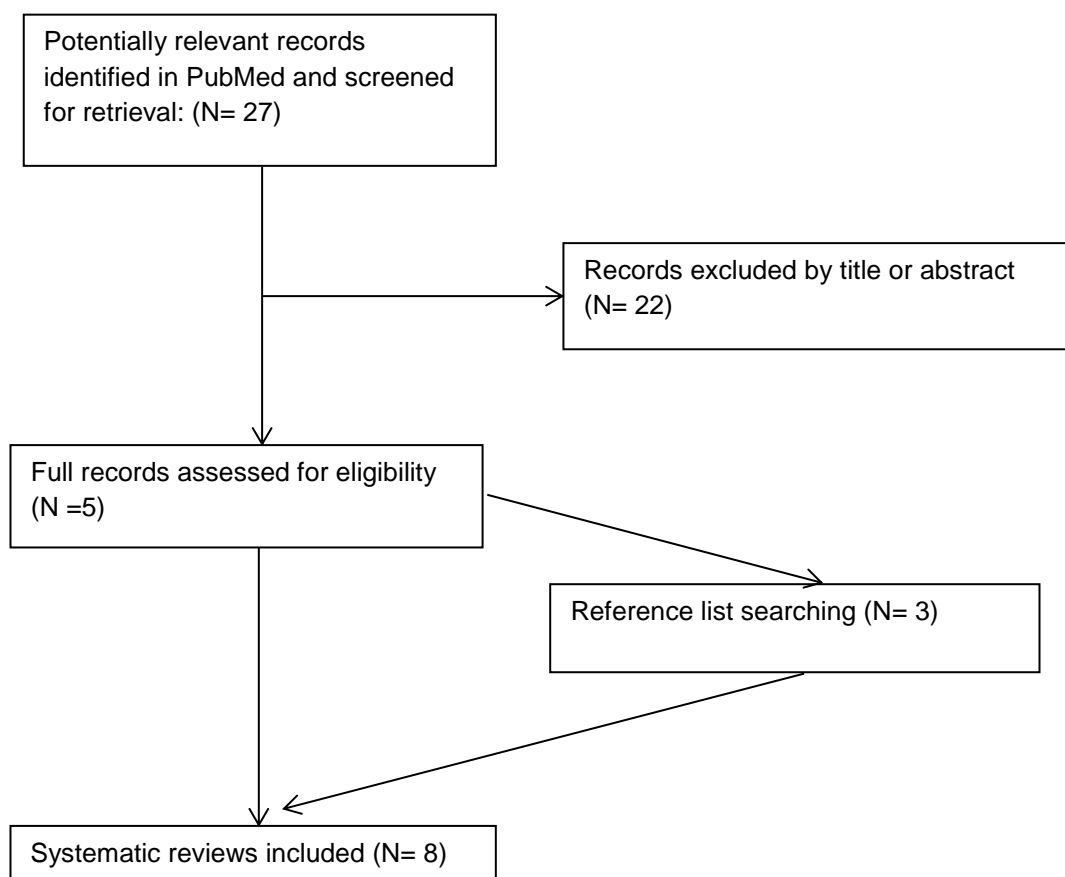 Potentially relevant records
identified in PubMed and screened
for retrieval: (N= 27)
Records excluded by title or abstract
(N= 22)
Full records assessed for eligibility
(N =5)
Reference list searching (N= 3)
Systematic reviews included (N= 8)